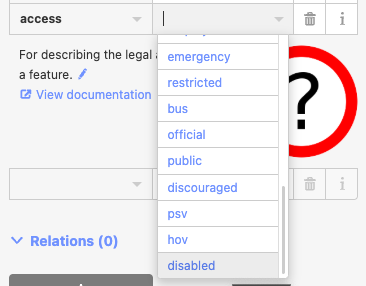 access
For describing the legal a
a feature.
View documentation
emergency
restricted
bus
official
public
discouraged
psv
hov
disabled
?
Relations (0)